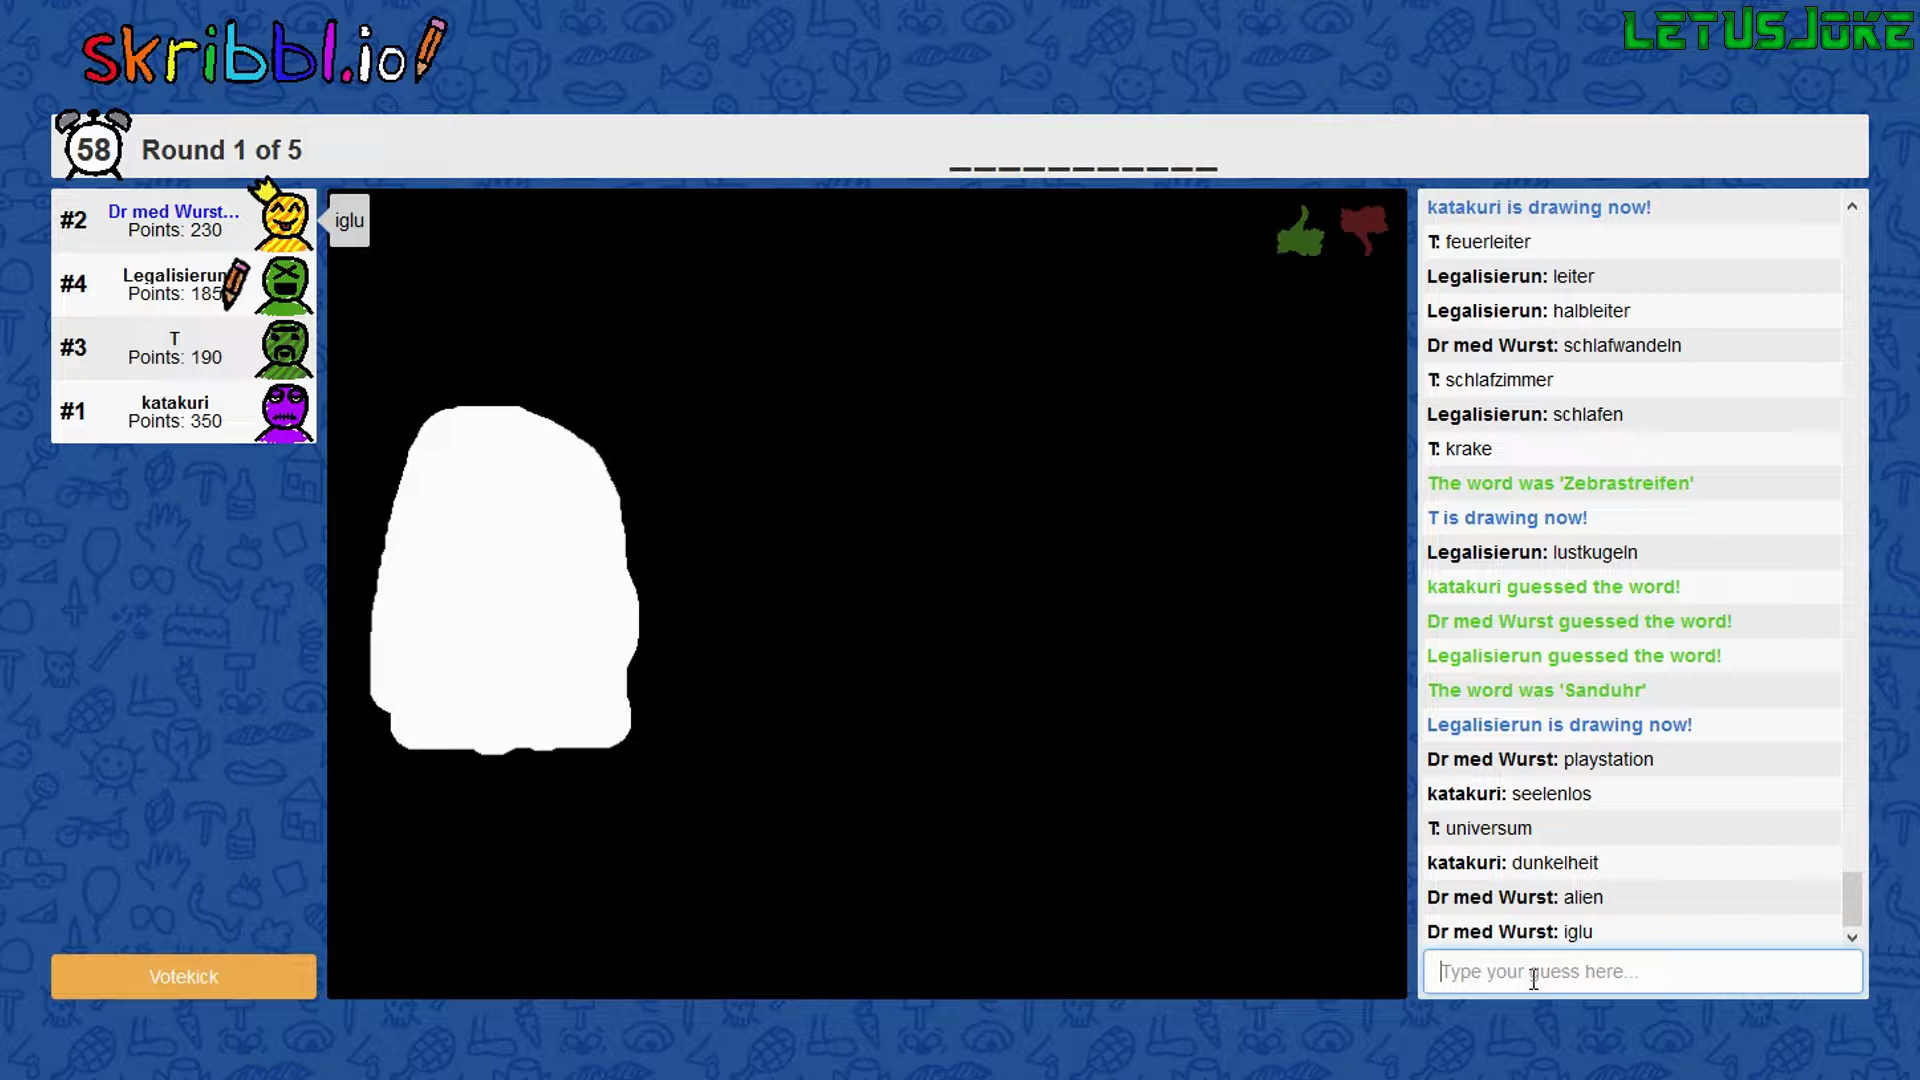 skribbl.io
LETUSJOKE
58
Round 1 of 5
___________
#2
Dr med Wurst...
Points: 230
iglu
#4
Legalisierun
Points: 185
#3
T
Points: 190
#1
katakuri
Points: 350
Votekick
katakuri is drawing now!
T: feuerleiter
Legalisierun: leiter
Legalisierun: halbleiter
Dr med Wurst: schlafwandeln
T: schlafzimmer
Legalisierun: schlafen
T: krake
The word was 'Zebrastreifen'
T is drawing now!
Legalisierun: lustkugeln
katakuri guessed the word!
Dr med Wurst guessed the word!
Legalisierun guessed the word!
The word was 'Sanduhr'
Legalisierun is drawing now!
Dr med Wurst: playstation
katakuri: seelenlos
T: universum
katakuri: dunkelheit
Dr med Wurst: alien
Dr med Wurst: iglu
Type your guess here...